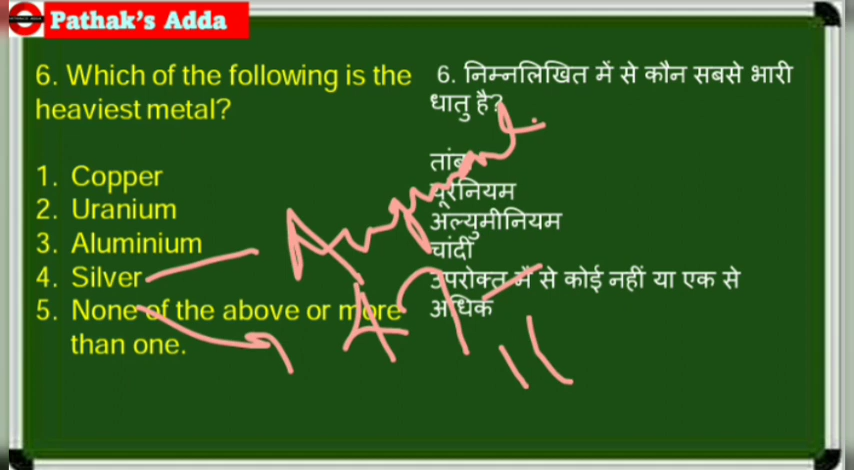 Pathak's Adda
6. Which of the following is the
heaviest metal?
1. Copper
2. Uranium
3. Aluminium
4. Silver
5. None of the above or more
than one.
6. निम्नलिखित में से कौन सबसे भारी
धातु है?
यूरेनियम
अल्युमीनियम
चांदी
उपरोक्त में से कोई नहीं या एक से
अधिक